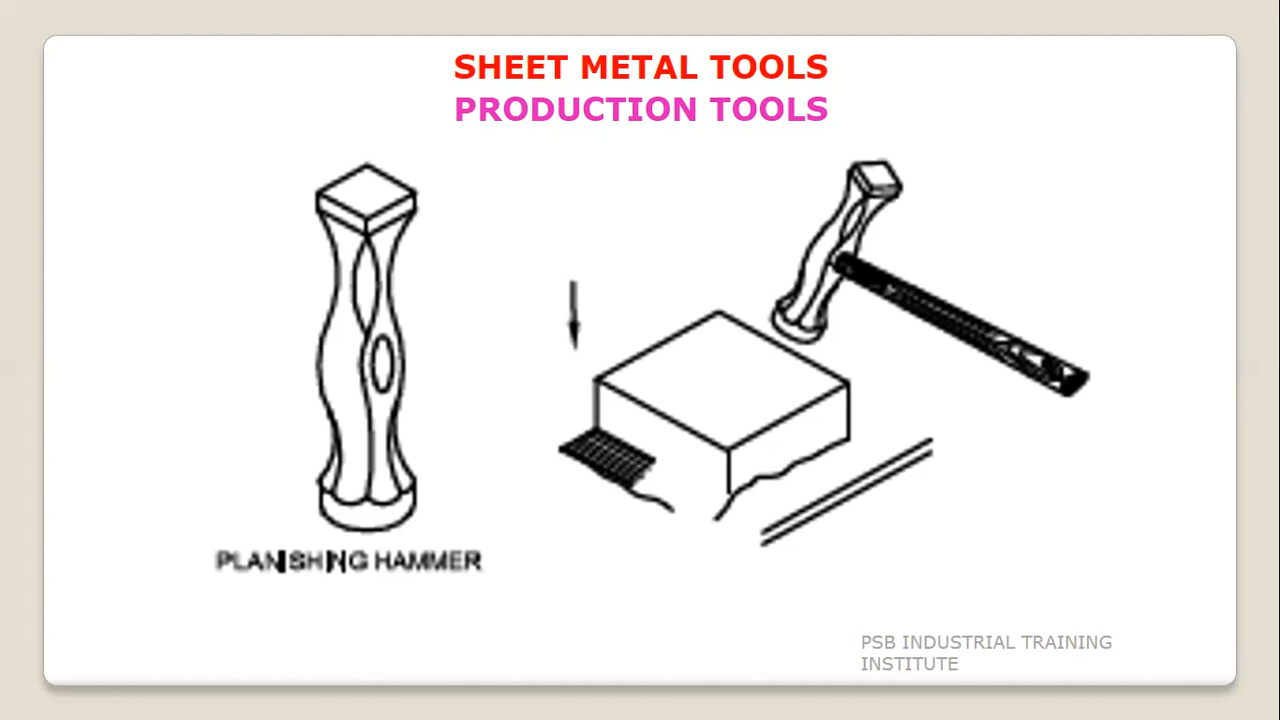 SHEET METAL TOOLS
PRODUCTION TOOLS
PLANISHING HAMMER
PSB INDUSTRIAL TRAINING
INSTITUTE